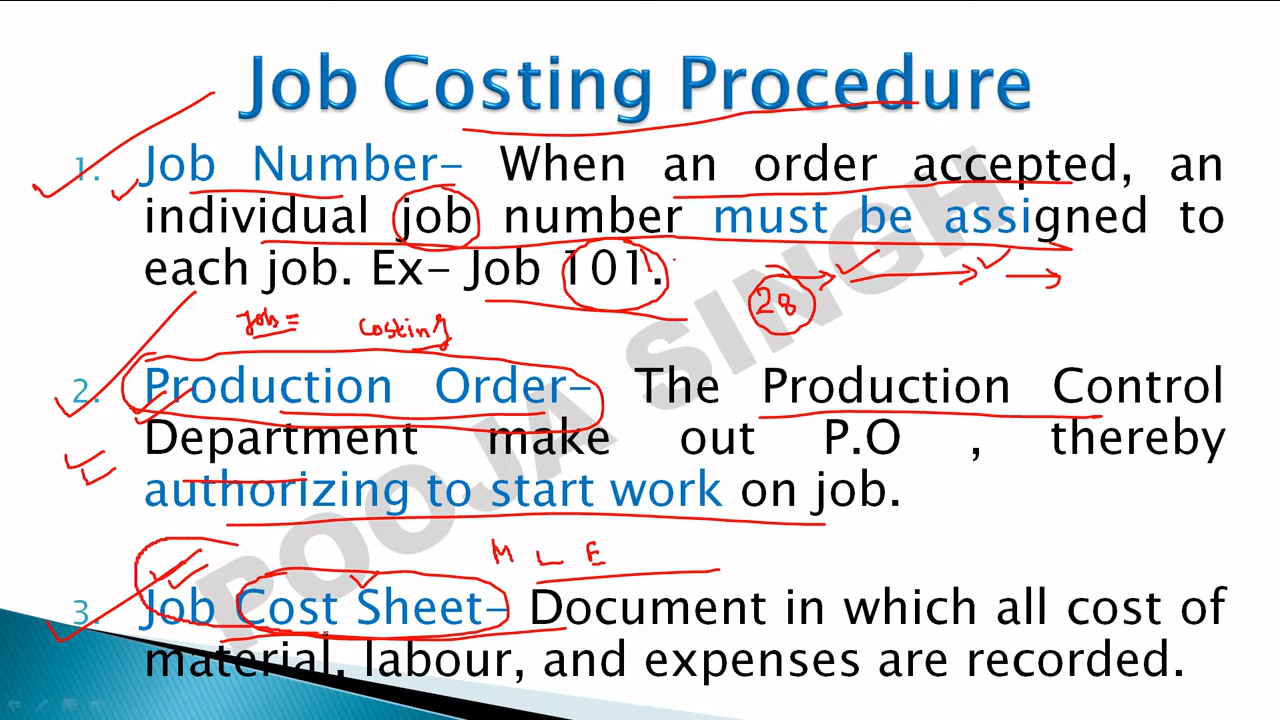 Job Costing Procedure
1. Job Number- When an order accepted, an
individual job number must be assigned to
each job. Ex- Job 101.
28
Job = Costing
2. Production Order- The Production Control
Department make out P.O , thereby
authorizing to start work on job.
M L E
3. Job Cost Sheet- Document in which all cost of
material, labour, and expenses are recorded.
POOJA SINGH